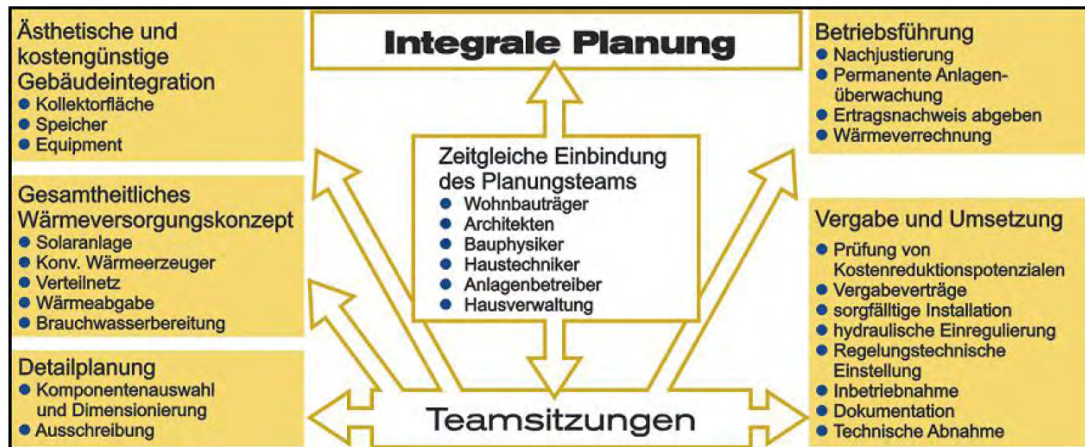 Integrale Planung
Ästhetische und
kostengünstige
Gebäudeintegration
● Kollektorfläche
● Speicher
● Equipment
Gesamtheitliches
Wärmeversorgungskonzept
● Solaranlage
● Konv. Wärmeerzeuger
● Verteilnetz
● Wärmeabgabe
● Brauchwasserbereitung
Detailplanung
● Komponentenauswahl
und Dimensionierung
● Ausschreibung
Zeitgleiche Einbindung
des Planungsteams
● Wohnbauträger
● Architekten
● Bauphysiker
● Haustechniker
● Anlagenbetreiber
● Hausverwaltung
Teamsitzungen
Betriebsführung
● Nachjustierung
● Permanente Anlagen-
überwachung
● Ertragsnachweis abgeben
● Wärmeverrechnung
Vergabe und Umsetzung
● Prüfung von
Kostenreduktionspotenzialen
● Vergabeverträge
● sorgfälltige Installation
● hydraulische Einregulierung
● Regelungstechnische
Einstellung
● Inbetriebnahme
● Dokumentation
● Technische Abnahme